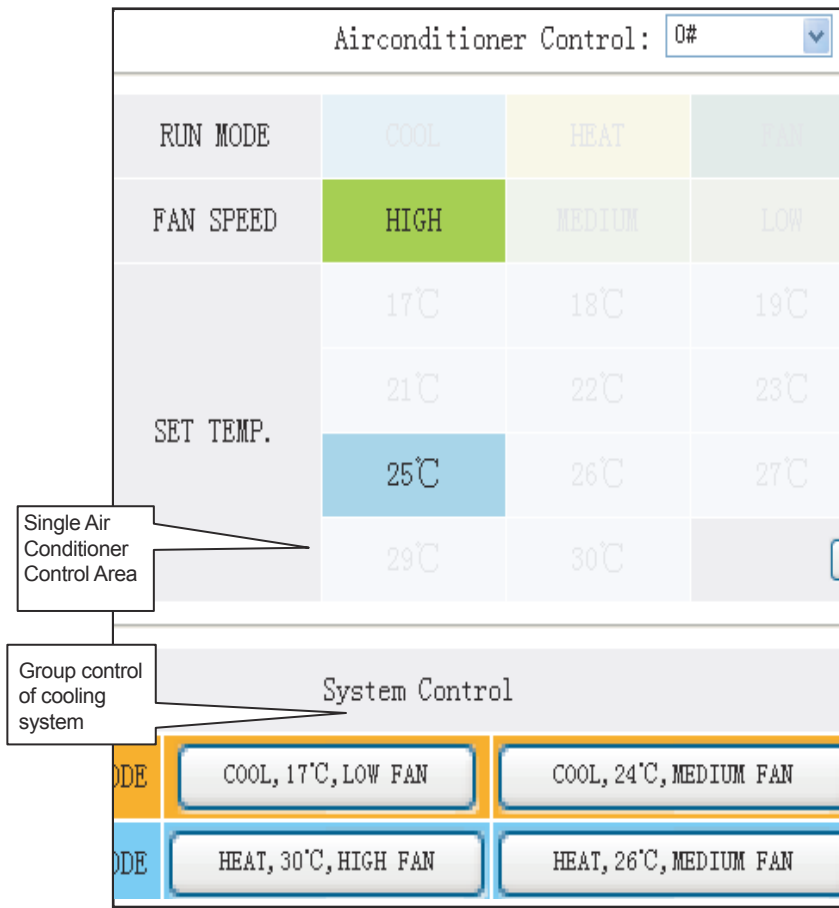 Airconditioner Control: 0#
RUN MODE COOL HEAT FAN
FAN SPEED HIGH MEDIUM LOW
17℃ 18℃ 19℃
21℃ 22℃ 23℃
SET TEMP.
25℃ 26℃ 27℃
29℃ 30℃
Single Air
Conditioner
Control Area
Group control
of cooling
system
System Control
ODE COOL, 17℃, LOW FAN COOL, 24℃, MEDIUM FAN
ODE HEAT, 30℃, HIGH FAN HEAT, 26℃, MEDIUM FAN